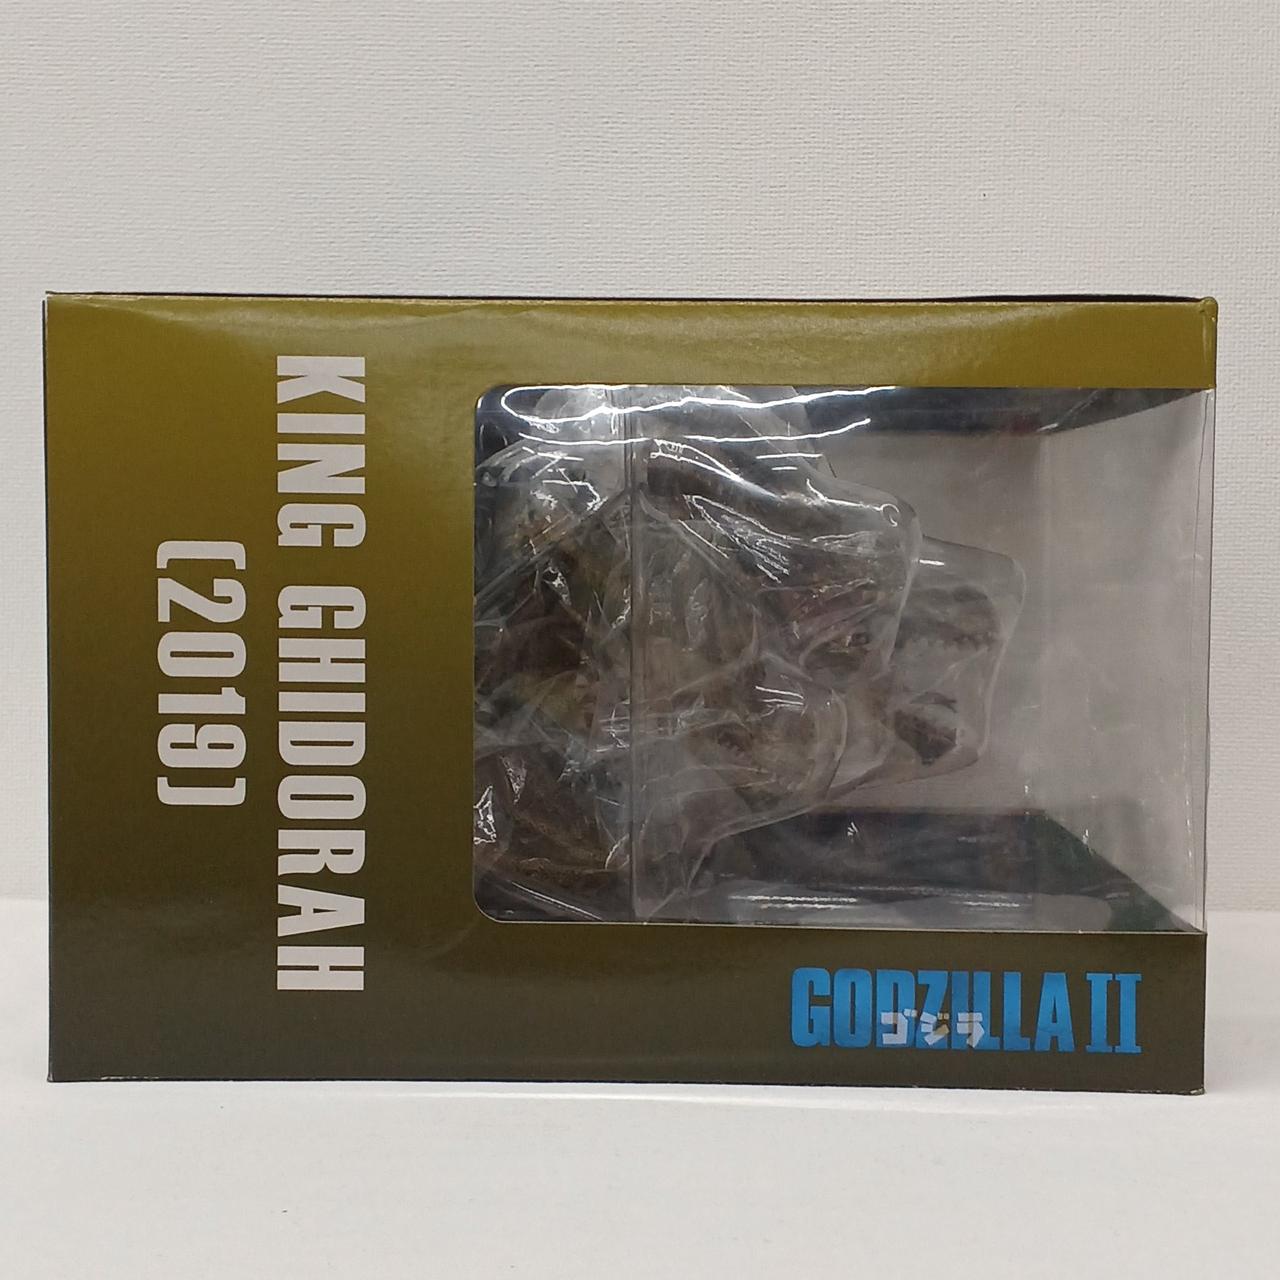 KING GHIDORAH
(2019)
GODZILLA II
ゴジラ